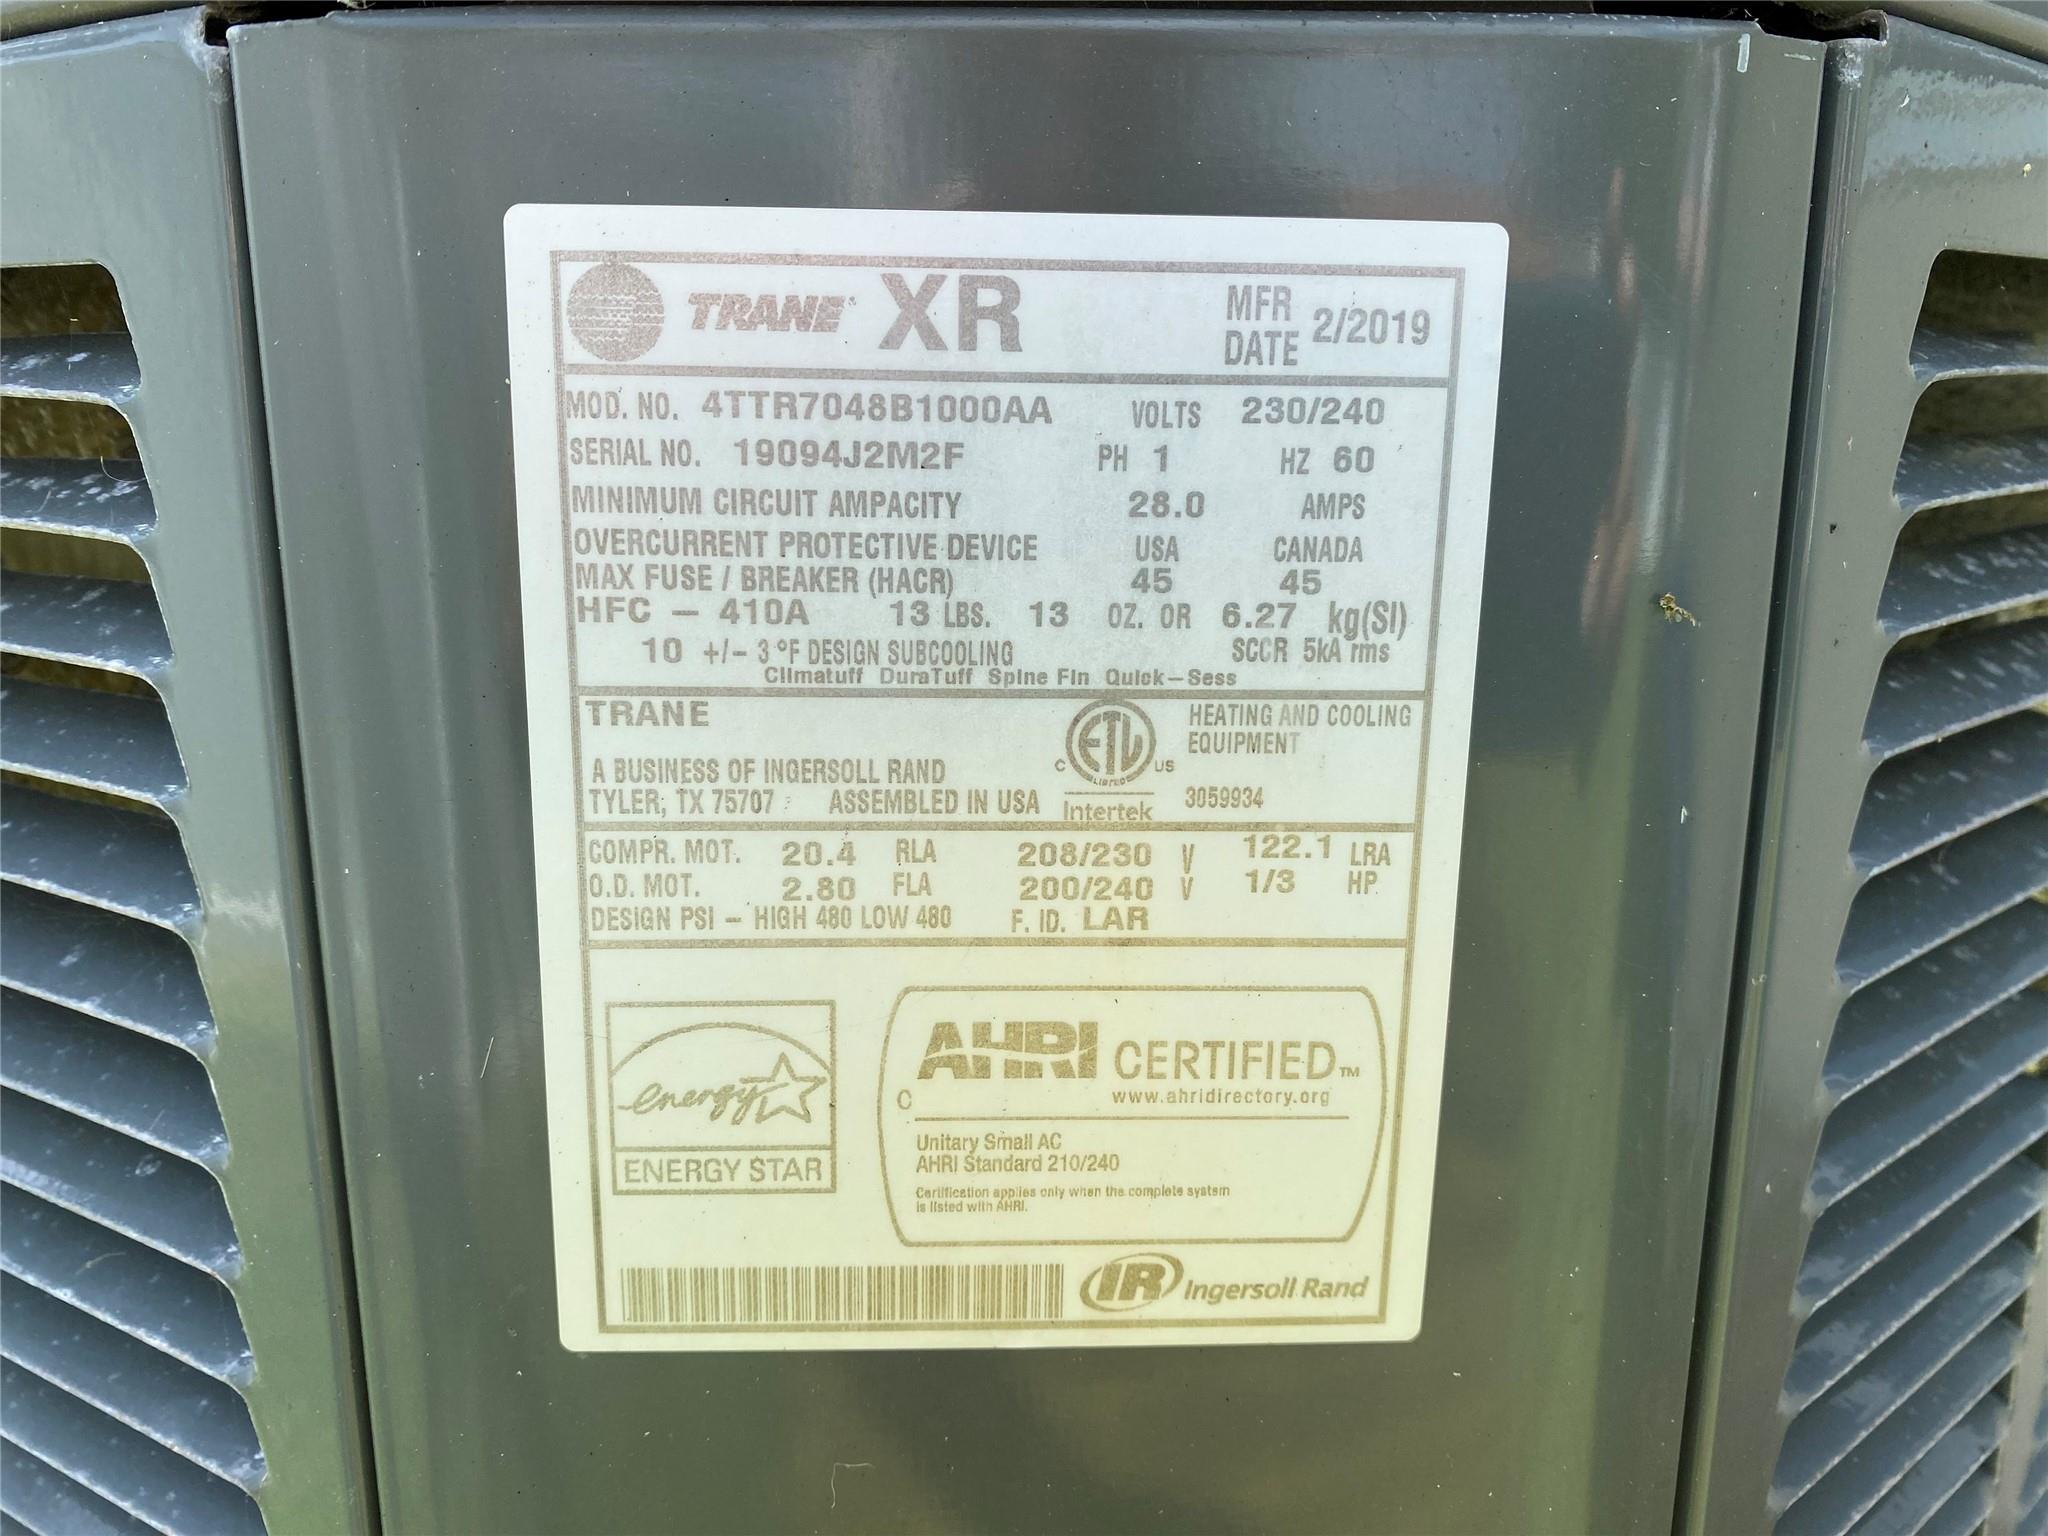 TRANE XR MFR DATE 2/2019
MOD. NO. 4TTR7048B1000AA VOLTS 230/240
SERIAL NO. 19094J2M2F PH 1 HZ 60
MINIMUM CIRCUIT AMPACITY 28.0 AMPS
OVERCURRENT PROTECTIVE DEVICE USA CANADA
MAX FUSE / BREAKER (HACR) 45 45
HFC - 410A 13 LBS. 13 OZ. OR 6.27 kg(SI)
10 +/- 3 °F DESIGN SUBCOOLING SCCR 5kA rms
Climatuff DuraTuff Spine Fin Quick-Sess
TRANE
A BUSINESS OF INGERSOLL RAND
TYLER, TX 75707 ASSEMBLED IN USA
C ETL US
LISTED
Intertek
HEATING AND COOLING
EQUIPMENT
3059934
COMPR. MOT. 20.4 RLA 208/230 V 122.1 LRA
O.D. MOT. 2.80 FLA 200/240 V 1/3 HP
DESIGN PSI - HIGH 480 LOW 480 F. ID. LAR
energy
ENERGY STAR
C AHRI CERTIFIED™
www.ahridirectory.org
Unitary Small AC
AHRI Standard 210/240
Certification applies only when the complete system
is listed with AHRI.
IR Ingersoll Rand